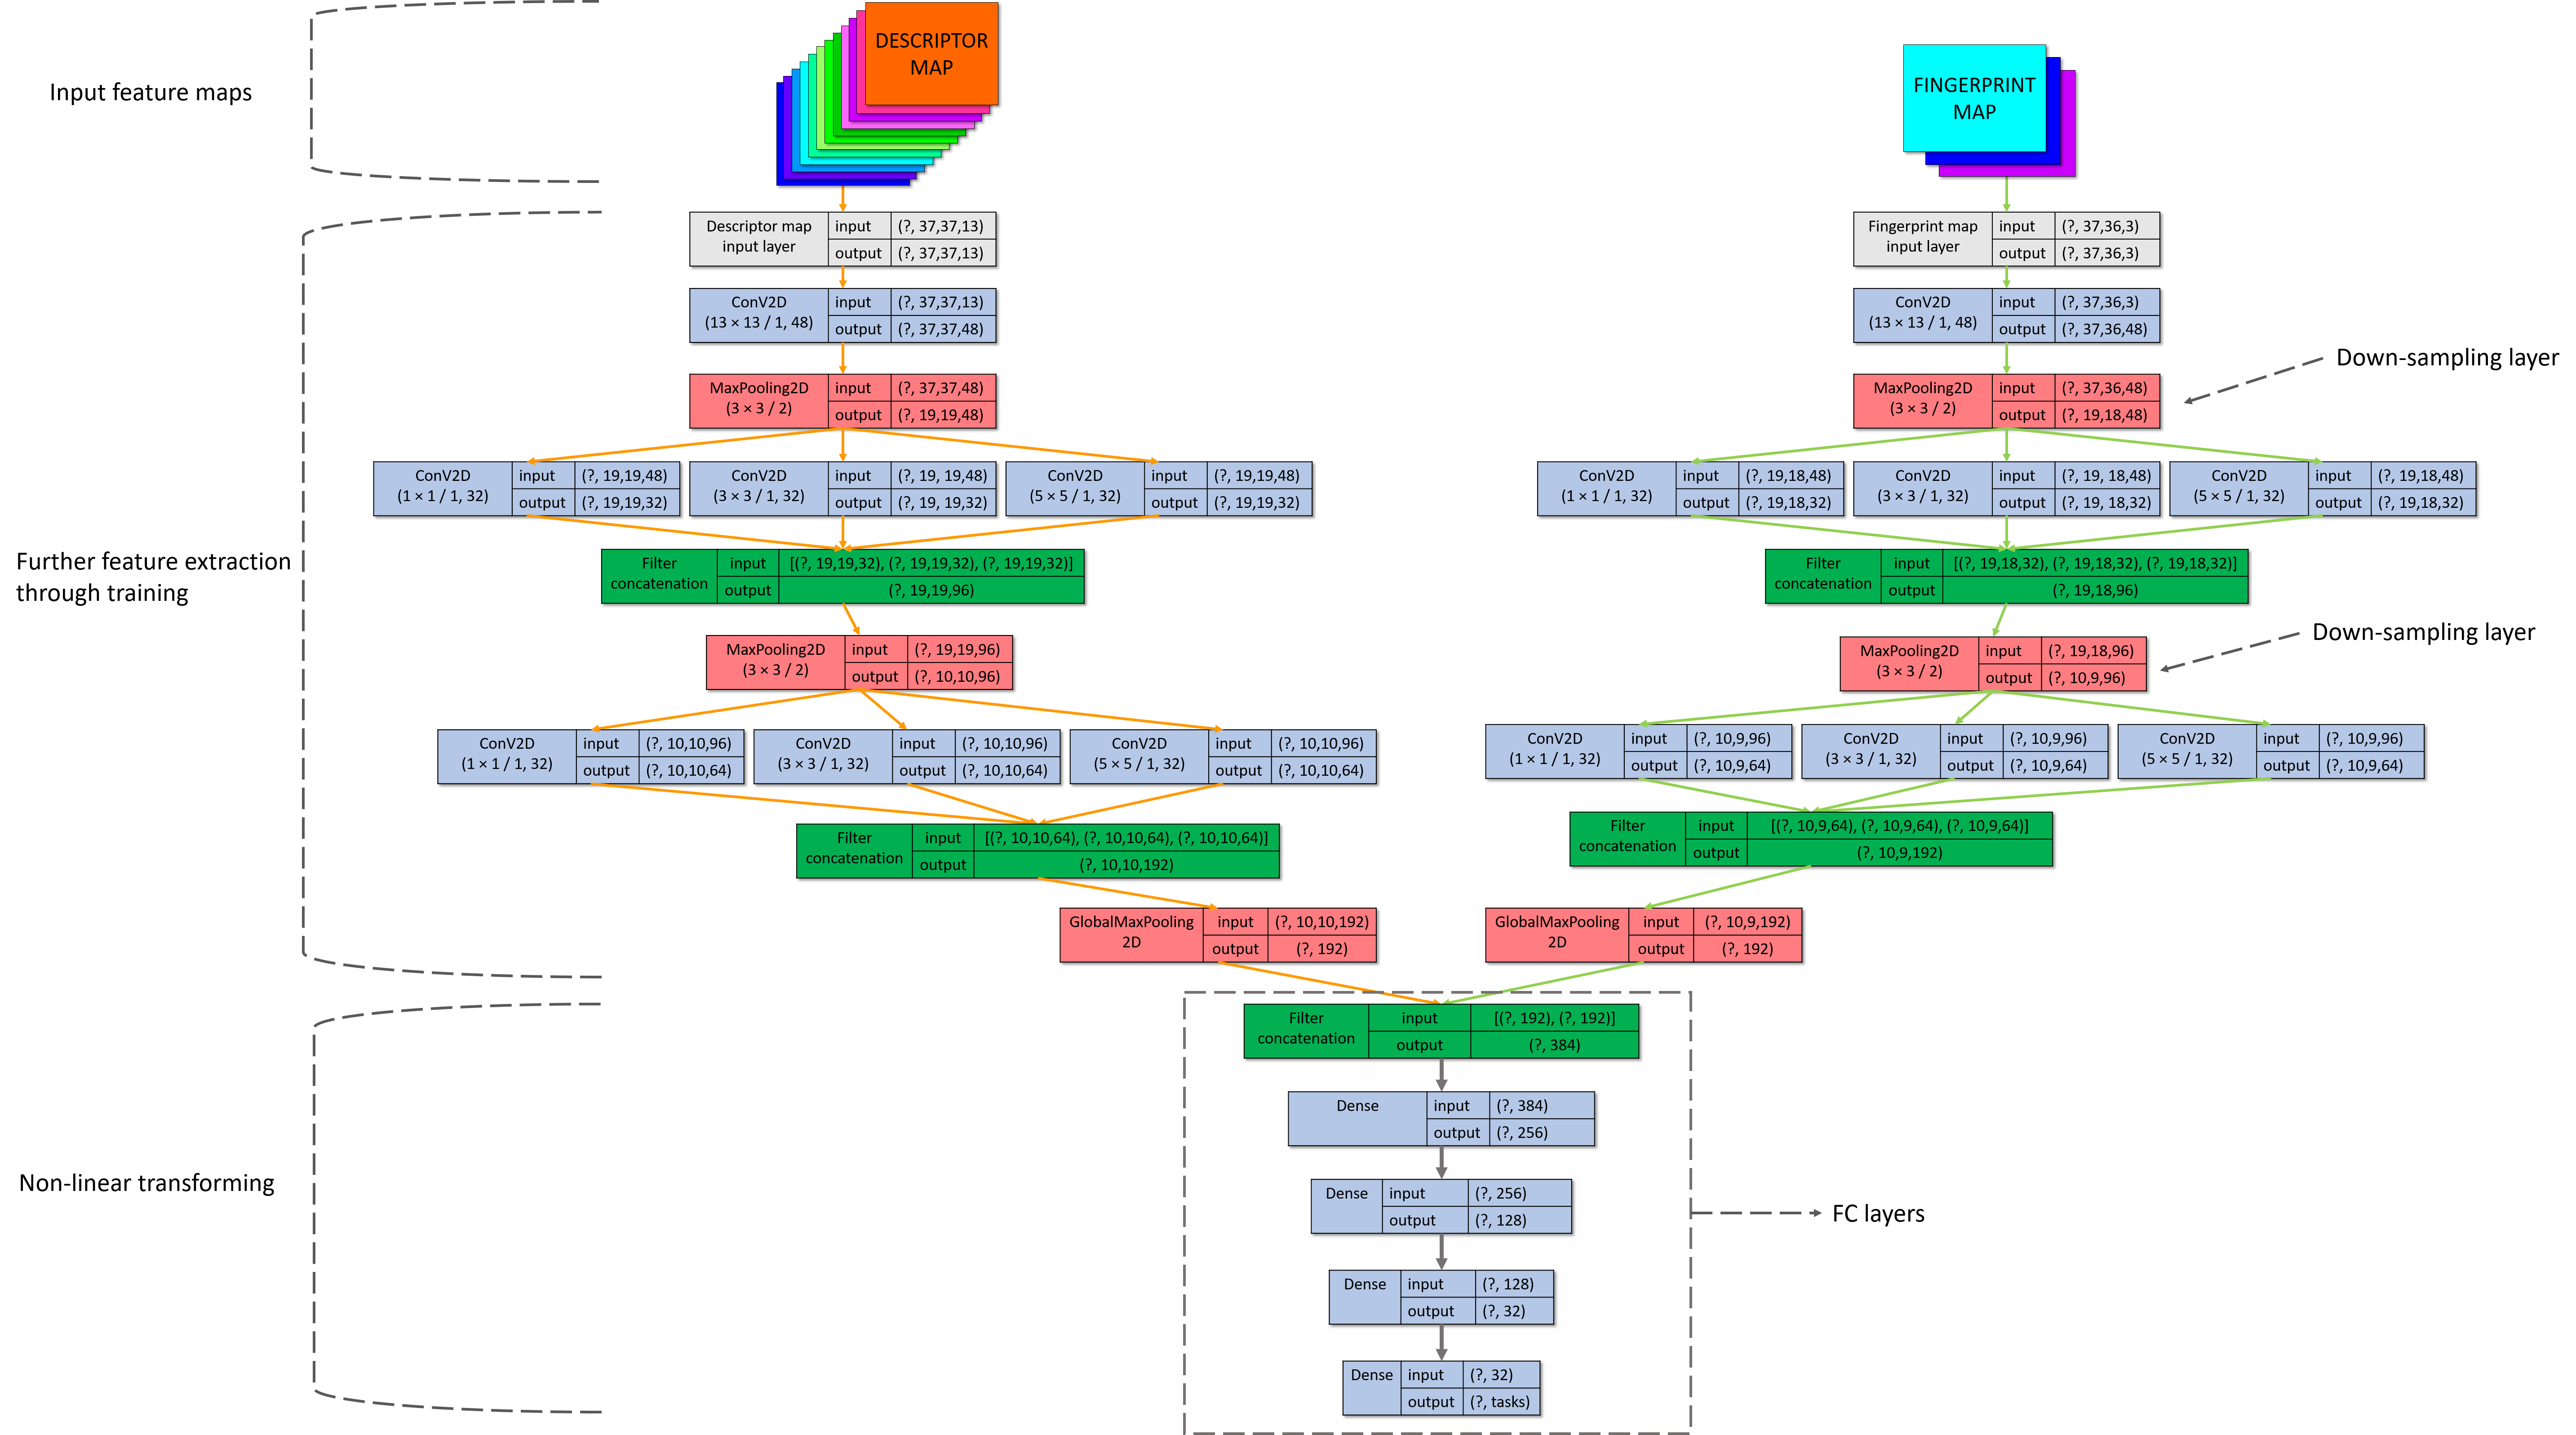 DESCRIPTOR
MAP
FINGERPRINT
MAP
Input feature maps
Descriptor map
input layer
input (?, 37,37,13)
output (?, 37,37,13)
Fingerprint map
input layer
input (?, 37,36,3)
output (?, 37,36,3)
ConV2D
(13 × 13 / 1, 48)
input (?, 37,37,13)
output (?, 37,37,48)
ConV2D
(13 × 13 / 1, 48)
input (?, 37,36,3)
output (?, 37,36,48)
Down-sampling layer
MaxPooling2D
(3 × 3 / 2)
input (?, 37,37,48)
output (?, 19,19,48)
MaxPooling2D
(3 × 3 / 2)
input (?, 37,36,48)
output (?, 19,18,48)
ConV2D
(1 × 1 / 1, 32)
input (?, 19,19,48)
output (?, 19,19,32)
ConV2D
(3 × 3 / 1, 32)
input (?, 19, 19,48)
output (?, 19, 19,32)
ConV2D
(5 × 5 / 1, 32)
input (?, 19,19,48)
output (?, 19,19,32)
ConV2D
(1 × 1 / 1, 32)
input (?, 19,18,48)
output (?, 19,18,32)
ConV2D
(3 × 3 / 1, 32)
input (?, 19, 18,48)
output (?, 19, 18,32)
ConV2D
(5 × 5 / 1, 32)
input (?, 19,18,48)
output (?, 19,18,32)
Further feature extraction
through training
Filter
concatenation
input [(?, 19,19,32), (?, 19,19,32), (?, 19,19,32)]
output (?, 19,19,96)
Filter
concatenation
input [(?, 19,18,32), (?, 19,18,32), (?, 19,18,32)]
output (?, 19,18,96)
Down-sampling layer
MaxPooling2D
(3 × 3 / 2)
input (?, 19,19,96)
output (?, 10,10,96)
MaxPooling2D
(3 × 3 / 2)
input (?, 19,18,96)
output (?, 10,9,96)
ConV2D
(1 × 1 / 1, 32)
input (?, 10,10,96)
output (?, 10,10,64)
ConV2D
(3 × 3 / 1, 32)
input (?, 10,10,96)
output (?, 10,10,64)
ConV2D
(5 × 5 / 1, 32)
input (?, 10,10,96)
output (?, 10,10,64)
ConV2D
(1 × 1 / 1, 32)
input (?, 10,9,96)
output (?, 10,9,64)
ConV2D
(3 × 3 / 1, 32)
input (?, 10,9,96)
output (?, 10,9,64)
ConV2D
(5 × 5 / 1, 32)
input (?, 10,9,96)
output (?, 10,9,64)
Filter
concatenation
input [(?, 10,10,64), (?, 10,10,64), (?, 10,10,64)]
output (?, 10,10,192)
Filter
concatenation
input [(?, 10,9,64), (?, 10,9,64), (?, 10,9,64)]
output (?, 10,9,192)
GlobalMaxPooling
2D
input (?, 10,10,192)
output (?, 192)
GlobalMaxPooling
2D
input (?, 10,9,192)
output (?, 192)
Filter
concatenation
input [(?, 192), (?, 192)]
output (?, 384)
Dense
input (?, 384)
output (?, 256)
Non-linear transforming
Dense
input (?, 256)
output (?, 128)
FC layers
Dense
input (?, 128)
output (?, 32)
Dense
input (?, 32)
output (?, tasks)